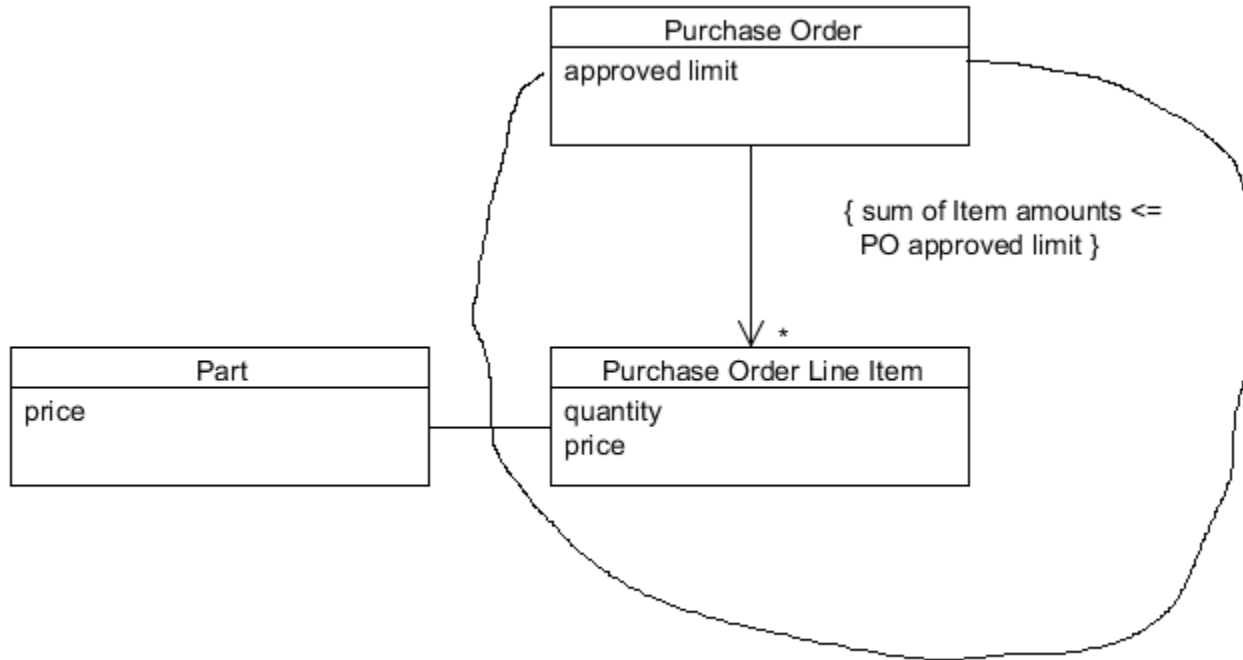 Purchase Order
approved limit
{ sum of Item amounts <=
PO approved limit }
*
Part
price
Purchase Order Line Item
quantity
price